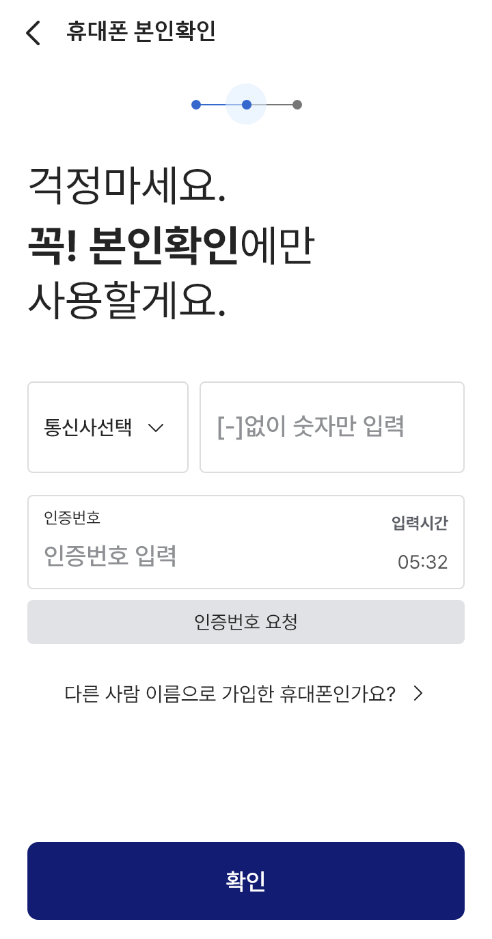 휴대폰 본인확인
걱정마세요.
꼭! 본인확인에만
사용할게요.
통신사선택
[-]없이 숫자만 입력
인증번호
입력시간
인증번호 입력
05:32
인증번호 요청
다른 사람 이름으로 가입한 휴대폰인가요?
확인